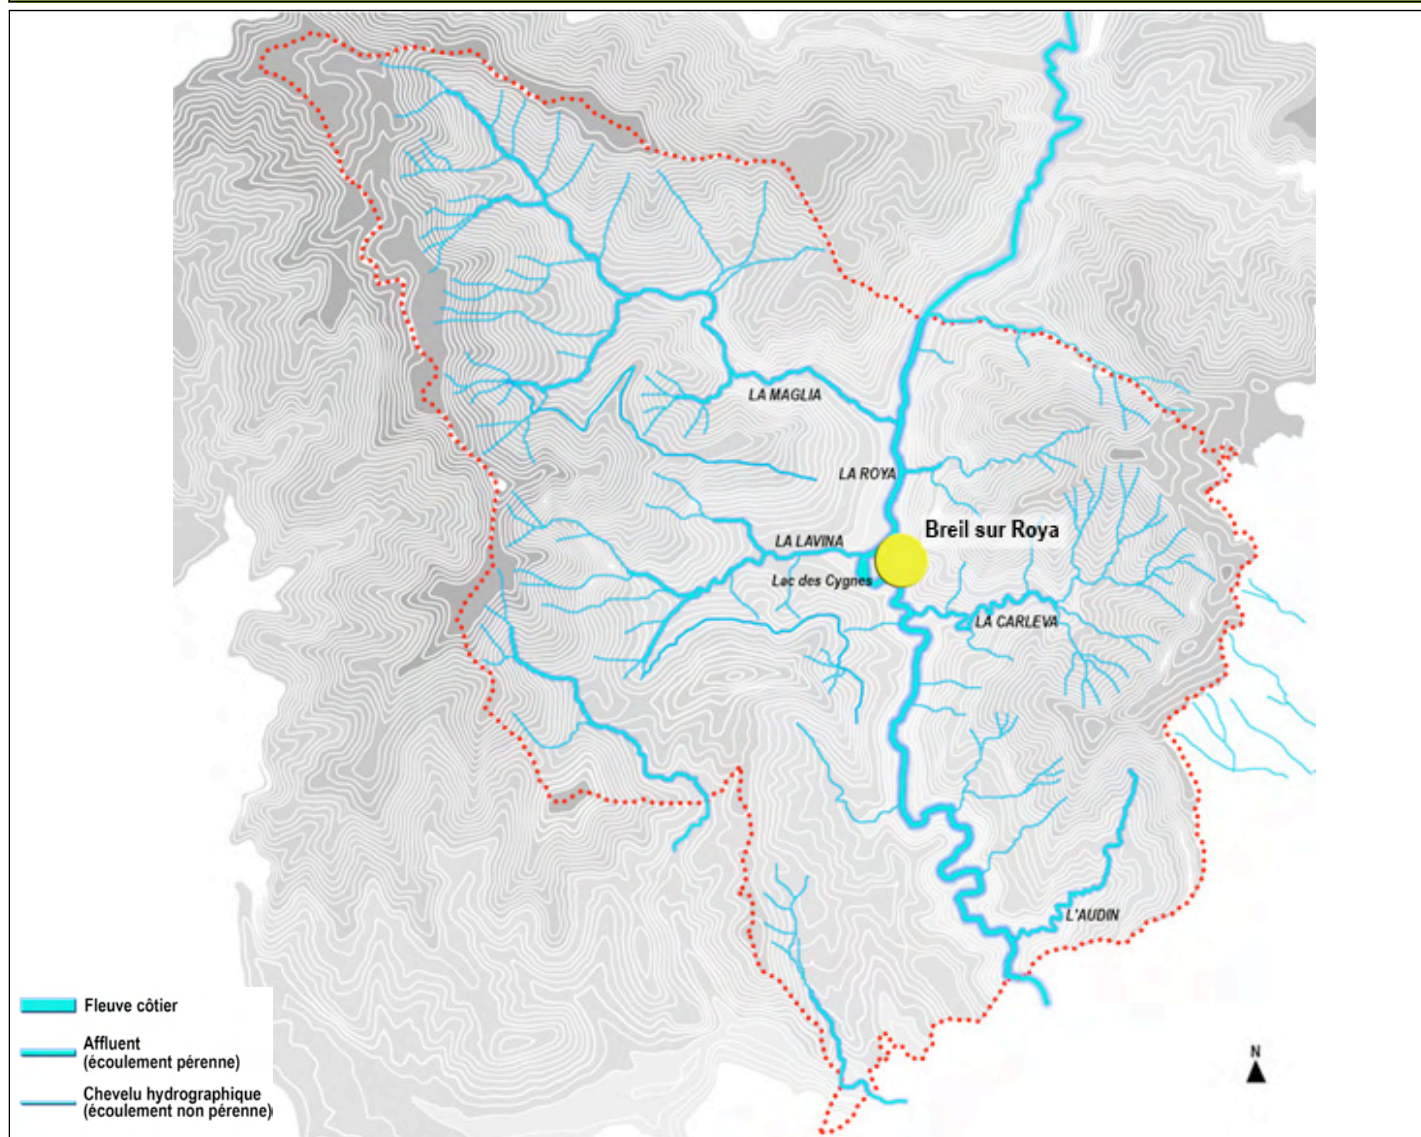 LA MAGLIA
LA ROYA
Breil sur Roya
LA LAVINA
Lac des Cygnes
LA CARLEVA
L'AUDIN
Fleuve côtier
Affluent
(écoulement pérenne)
Chevelu hydrographique
(écoulement non pérenne)
N